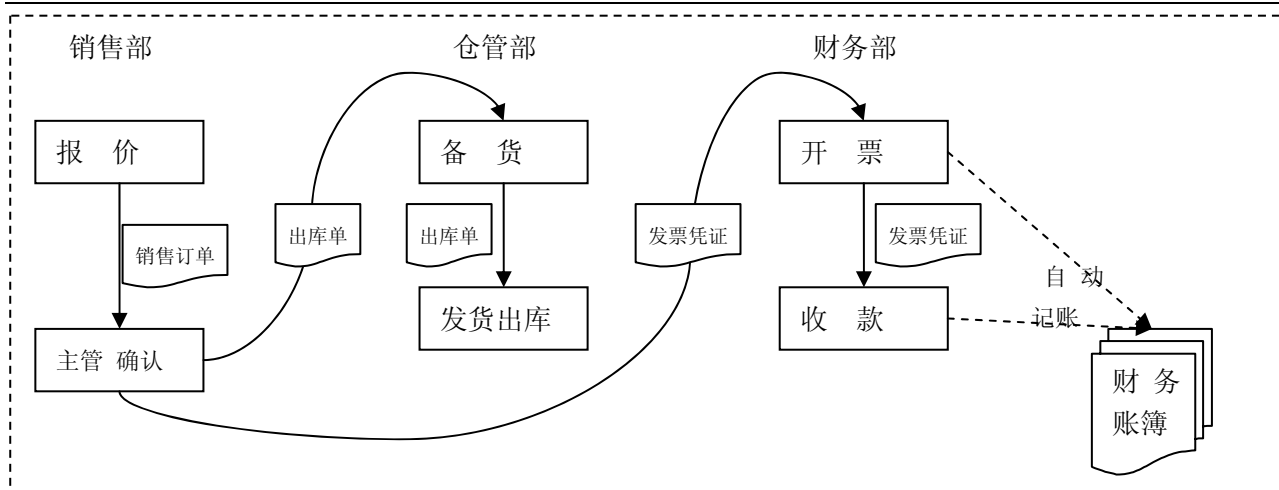 销售部 仓管部 财务部
报 价 备 货 开 票
销售订单 出库单 出库单 发票凭证 发票凭证
主管 确认 发货出库 收 款
自 动
记账
财 务
账簿